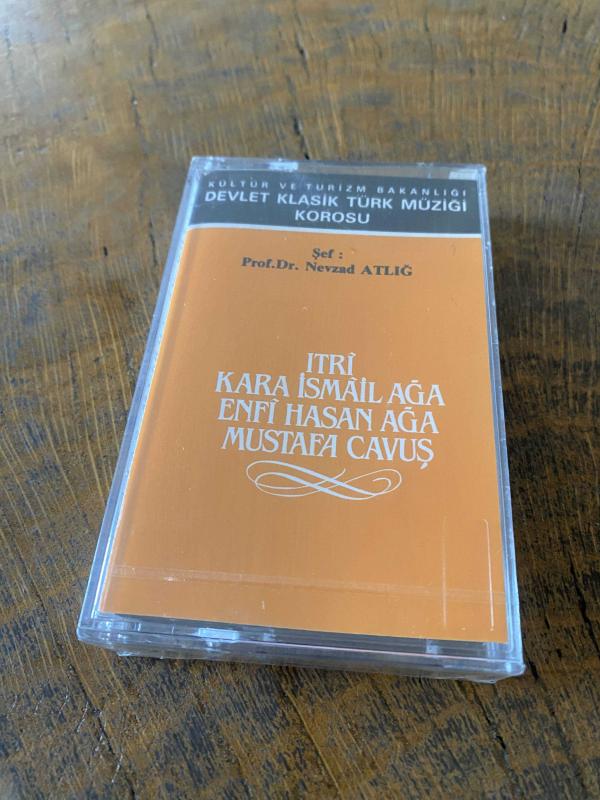 KÜLTÜR VE TURİZM BAKANLIĞI
DEVLET KLASİK TÜRK MÜZİĞİ
KOROSU
Şef :
Prof.Dr. Nevzad ATLIĞ
ITRÎ
KARA İSMÂİL AĞA
ENFÎ HASAN AĞA
MUSTAFA CAVUŞ